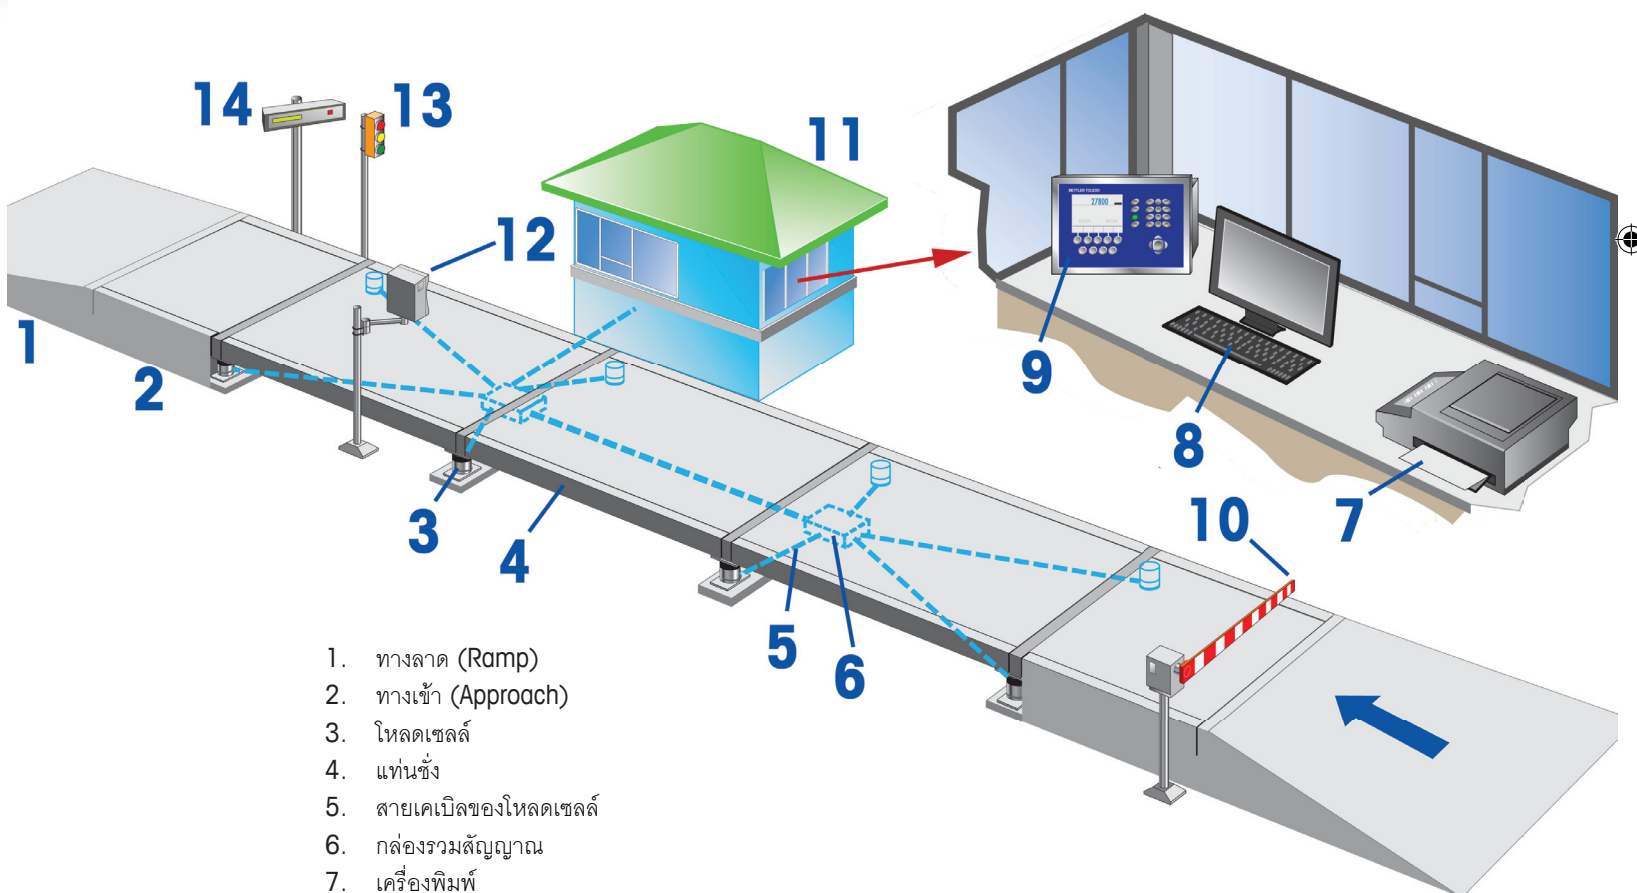 14
13
11
METTLER TOLEDO
27800
12
1
2
9
8
3
4
7
10
5
6
1. ทางลาด (Ramp)
2. ทางเข้า (Approach)
3. โหลดเซลล์
4. แท่นชั่ง
5. สายเคเบิลของโหลดเซลล์
6. กล่องรวมสัญญาณ
7. เครื่องพิมพ์